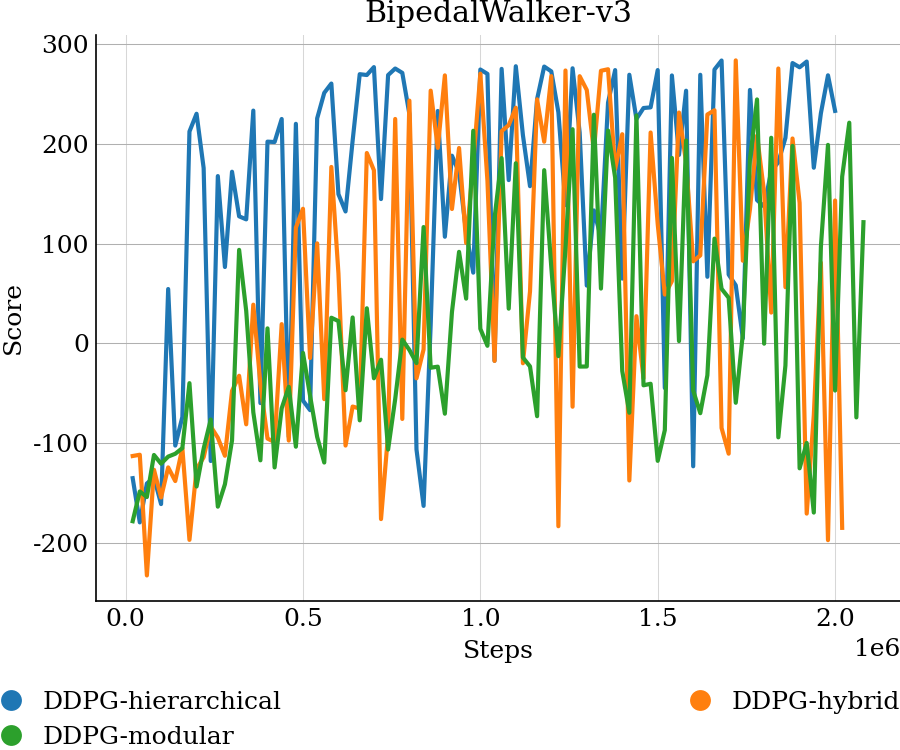 BipedalWalker-v3
300
200
100
0
-100
-200
Score
0.0 0.5 1.0 1.5 2.0
1e6
Steps
DDPG-hierarchical
DDPG-hybrid
DDPG-modular